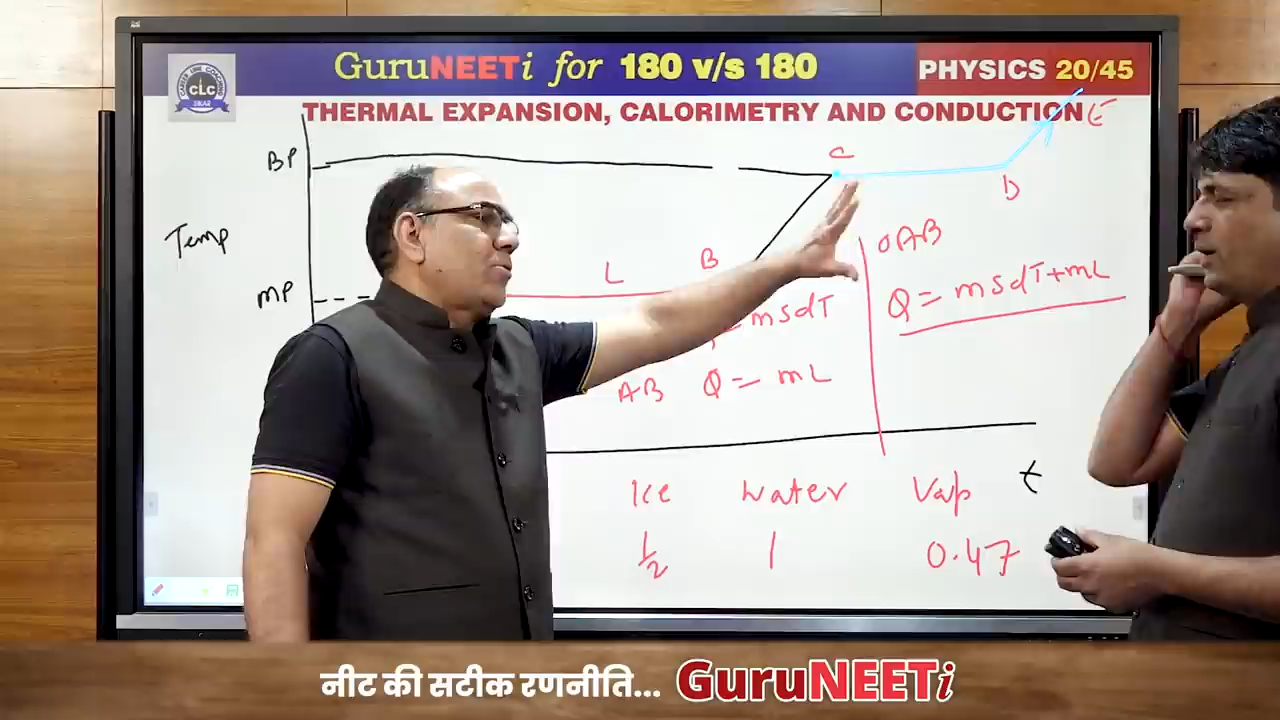 GuruNEETi for 180 v/s 180
PHYSICS 20/45
CLC
SIKAR
THERMAL EXPANSION, CALORIMETRY AND CONDUCTION
E
BP
C
D
Temp
MP
L
B
OAB
Q = msdT+mL
= msdT
AB Q = mL
Ice Water Vap t
1/2 1 0.47
नीट की सटीक रणनीति... GuruNEETi